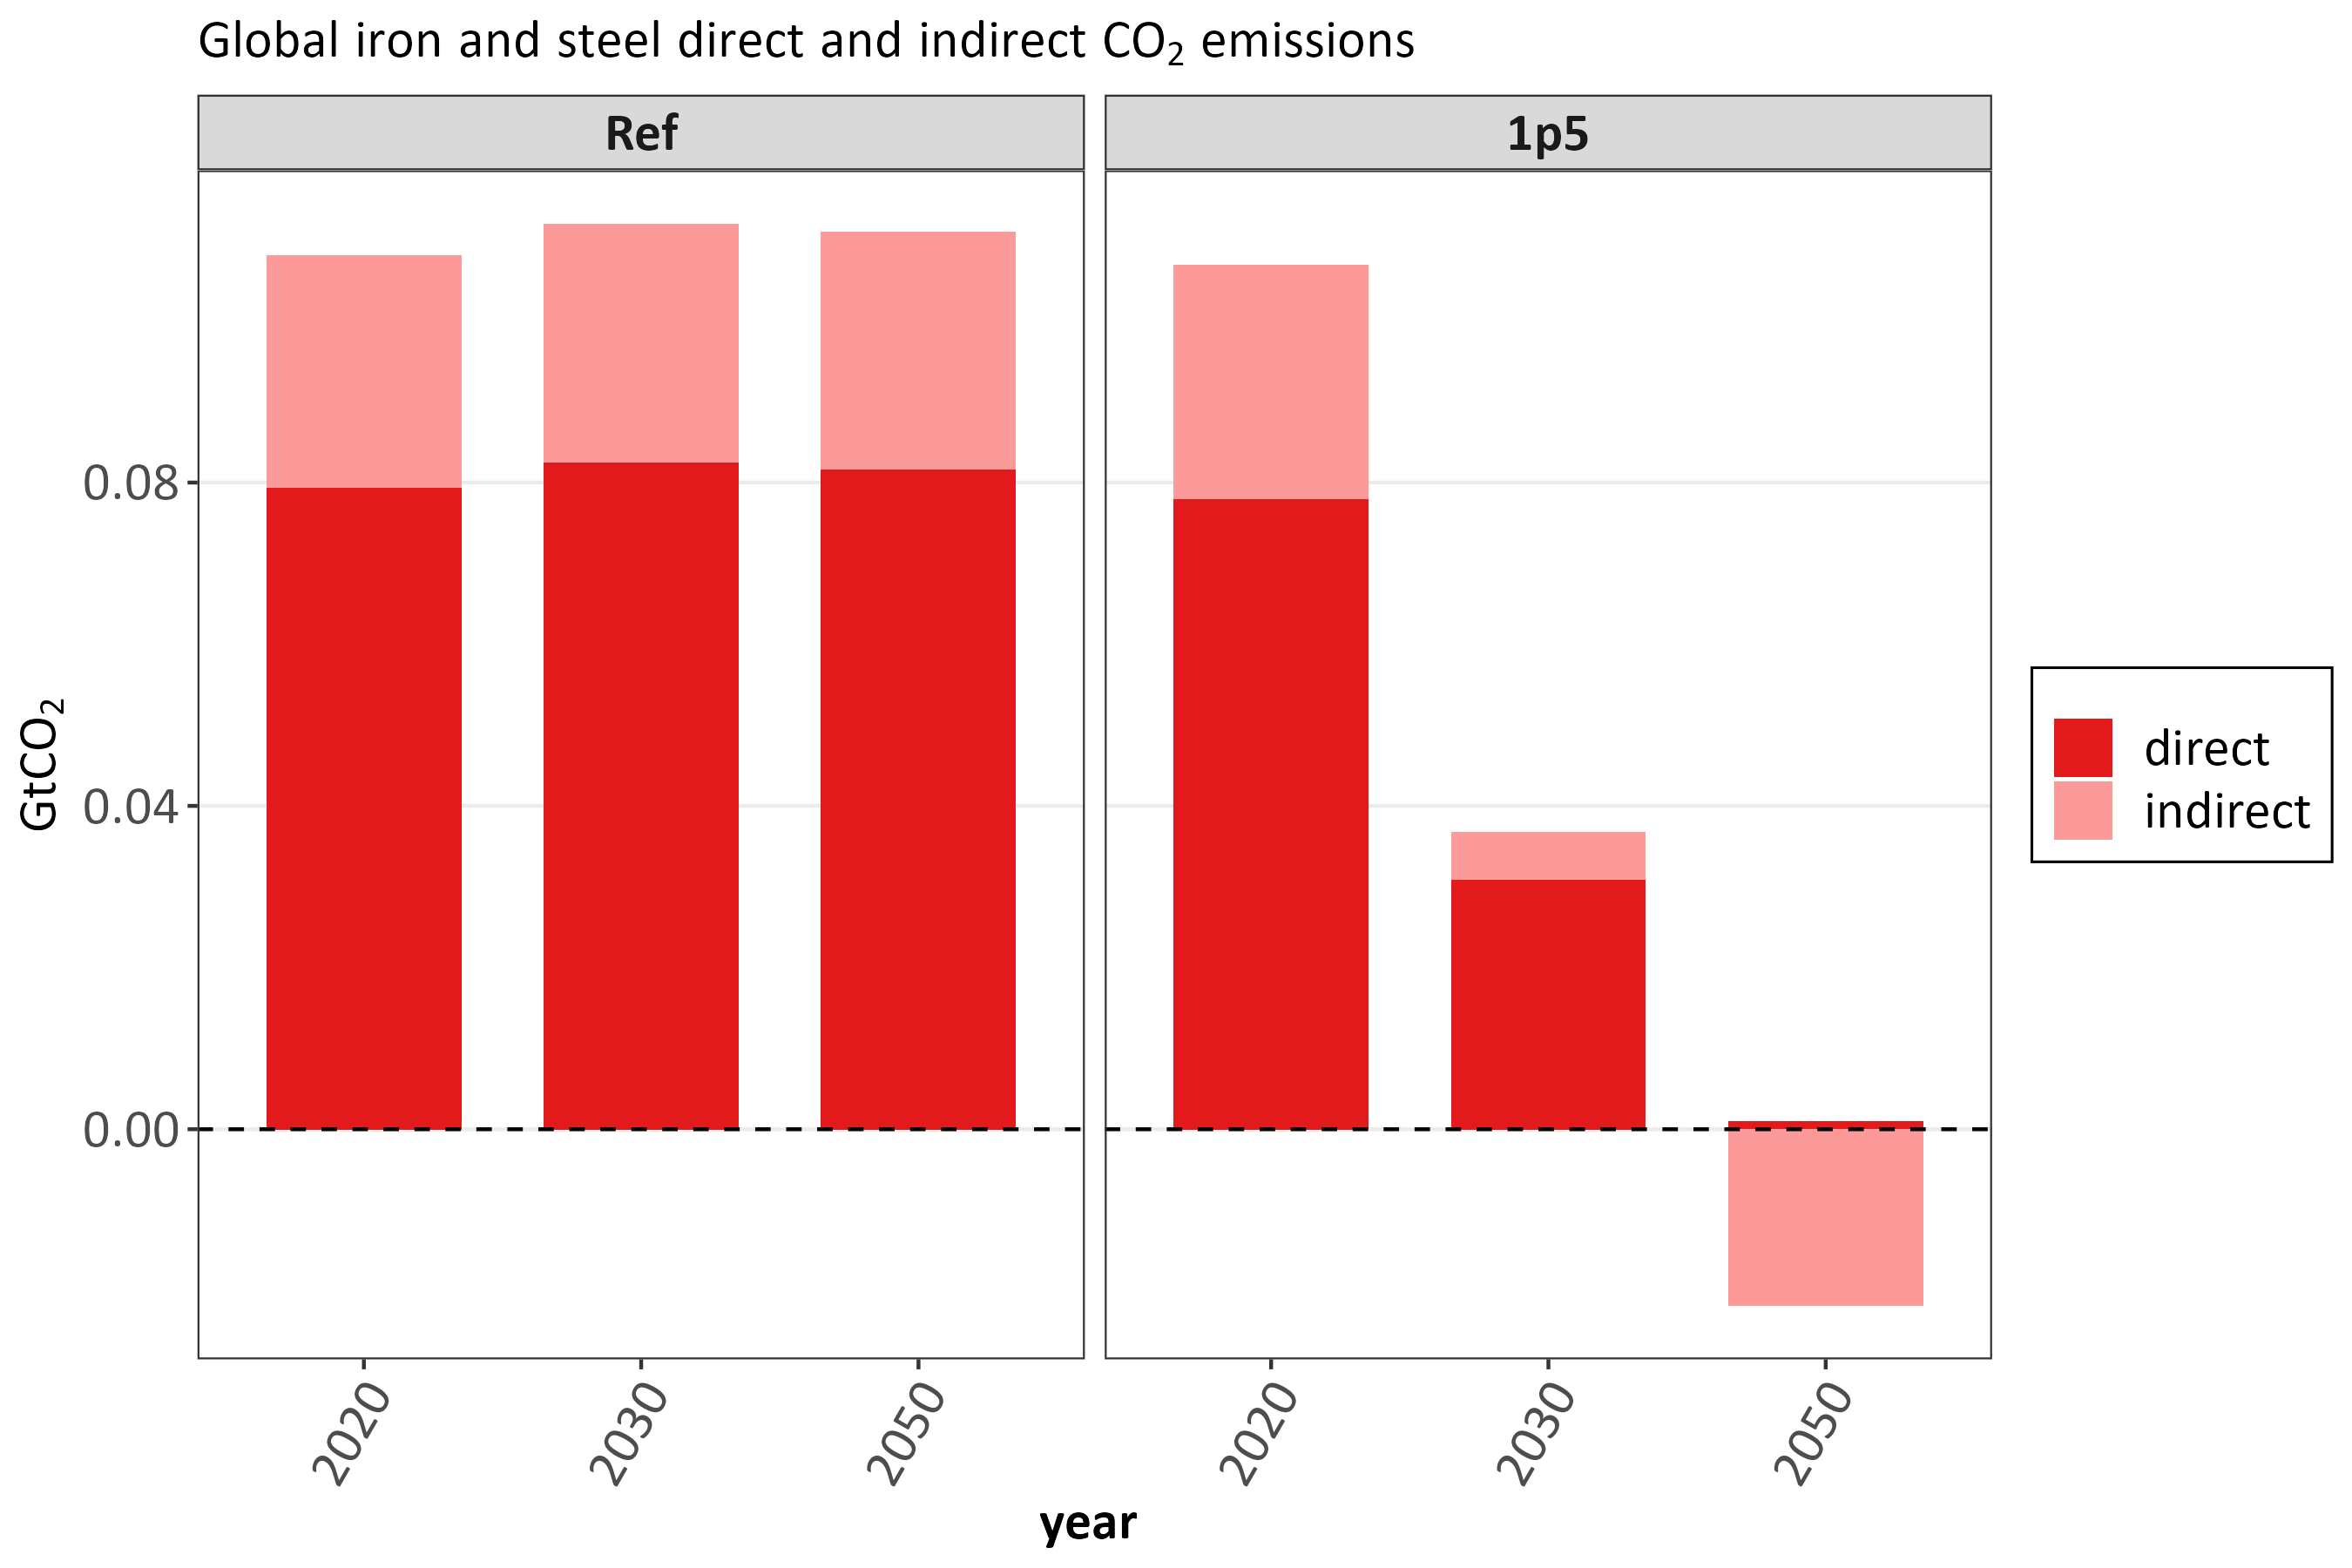 Global iron and steel direct and indirect CO₂ emissions
Ref
1p5
GtCO₂
0.08
0.04
0.00
2020
2030
2050
2020
2030
2050
year
direct
indirect